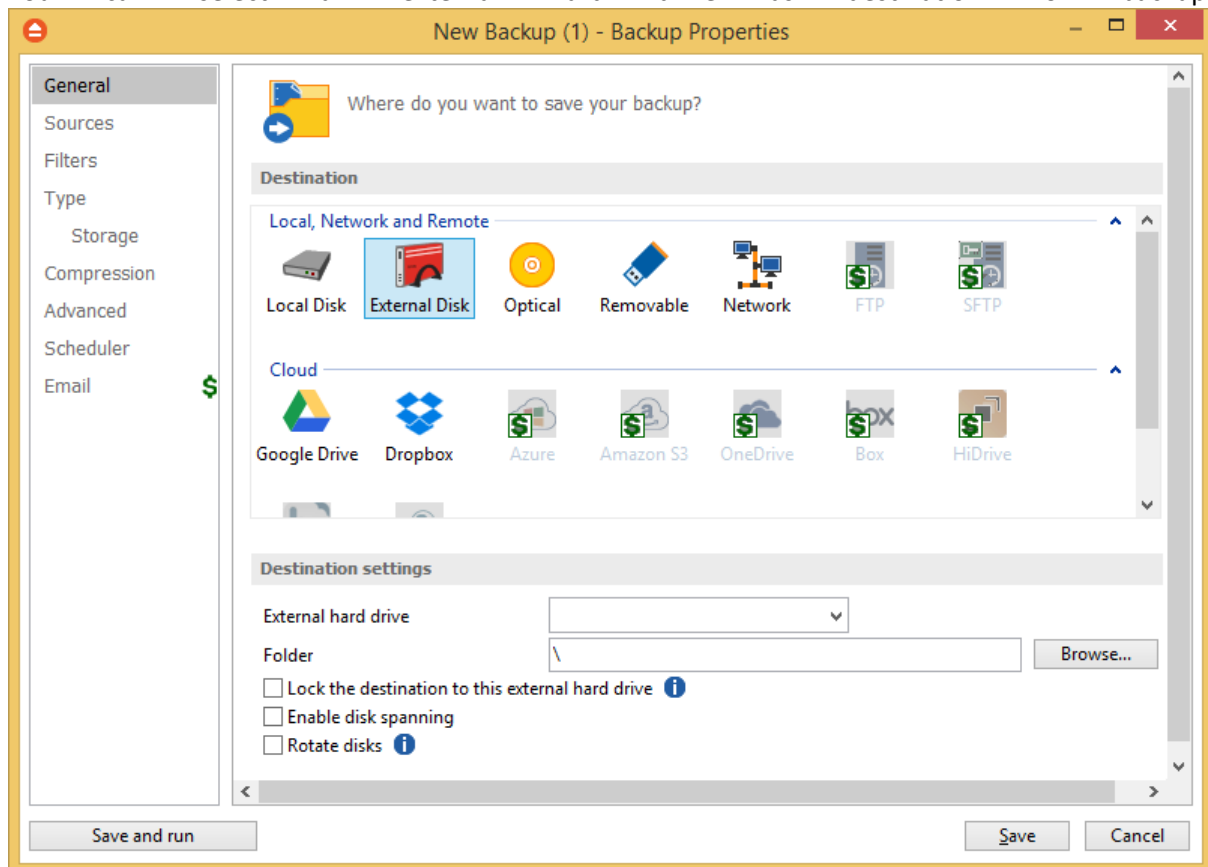 New Backup (1) - Backup Properties
General
Sources
Filters
Type
Storage
Compression
Advanced
Scheduler
Email $
Where do you want to save your backup?
Destination
Local, Network and Remote
$ $
Local Disk External Disk Optical Removable Network FTP SFTP
Cloud
$ $ $ box $ $
Google Drive Dropbox Azure Amazon S3 OneDrive Box HiDrive
Destination settings
External hard drive
Folder \ Browse...
Lock the destination to this external hard drive i
Enable disk spanning
Rotate disks i
Save and run Save Cancel